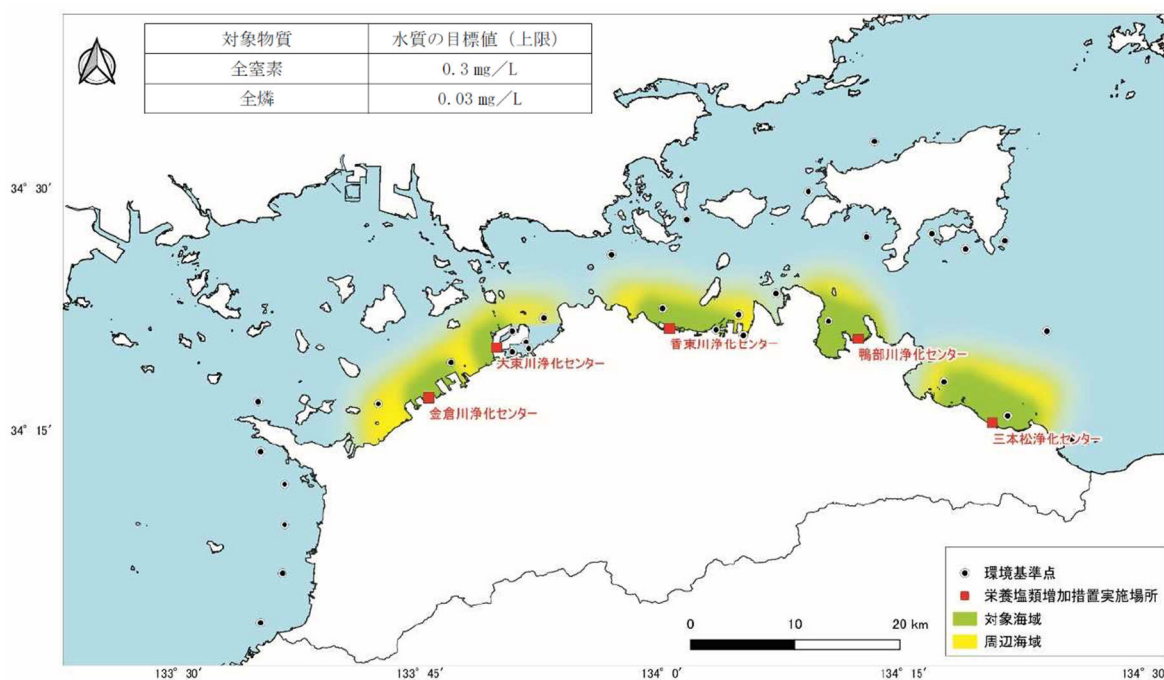 対象物質 水質の目標値（上限）
全窒素 0.3 mg／L
全燐 0.03 mg／L
34° 30′
34° 15′
香東川浄化センター
鴨部川浄化センター
大束川浄化センター
金倉川浄化センター
三本松浄化センター
環境基準点
栄養塩類増加措置実施場所
対象海域
周辺海域
0 10 20 km
133° 30′ 133° 45′ 134° 0′ 134° 15′ 134° 30′